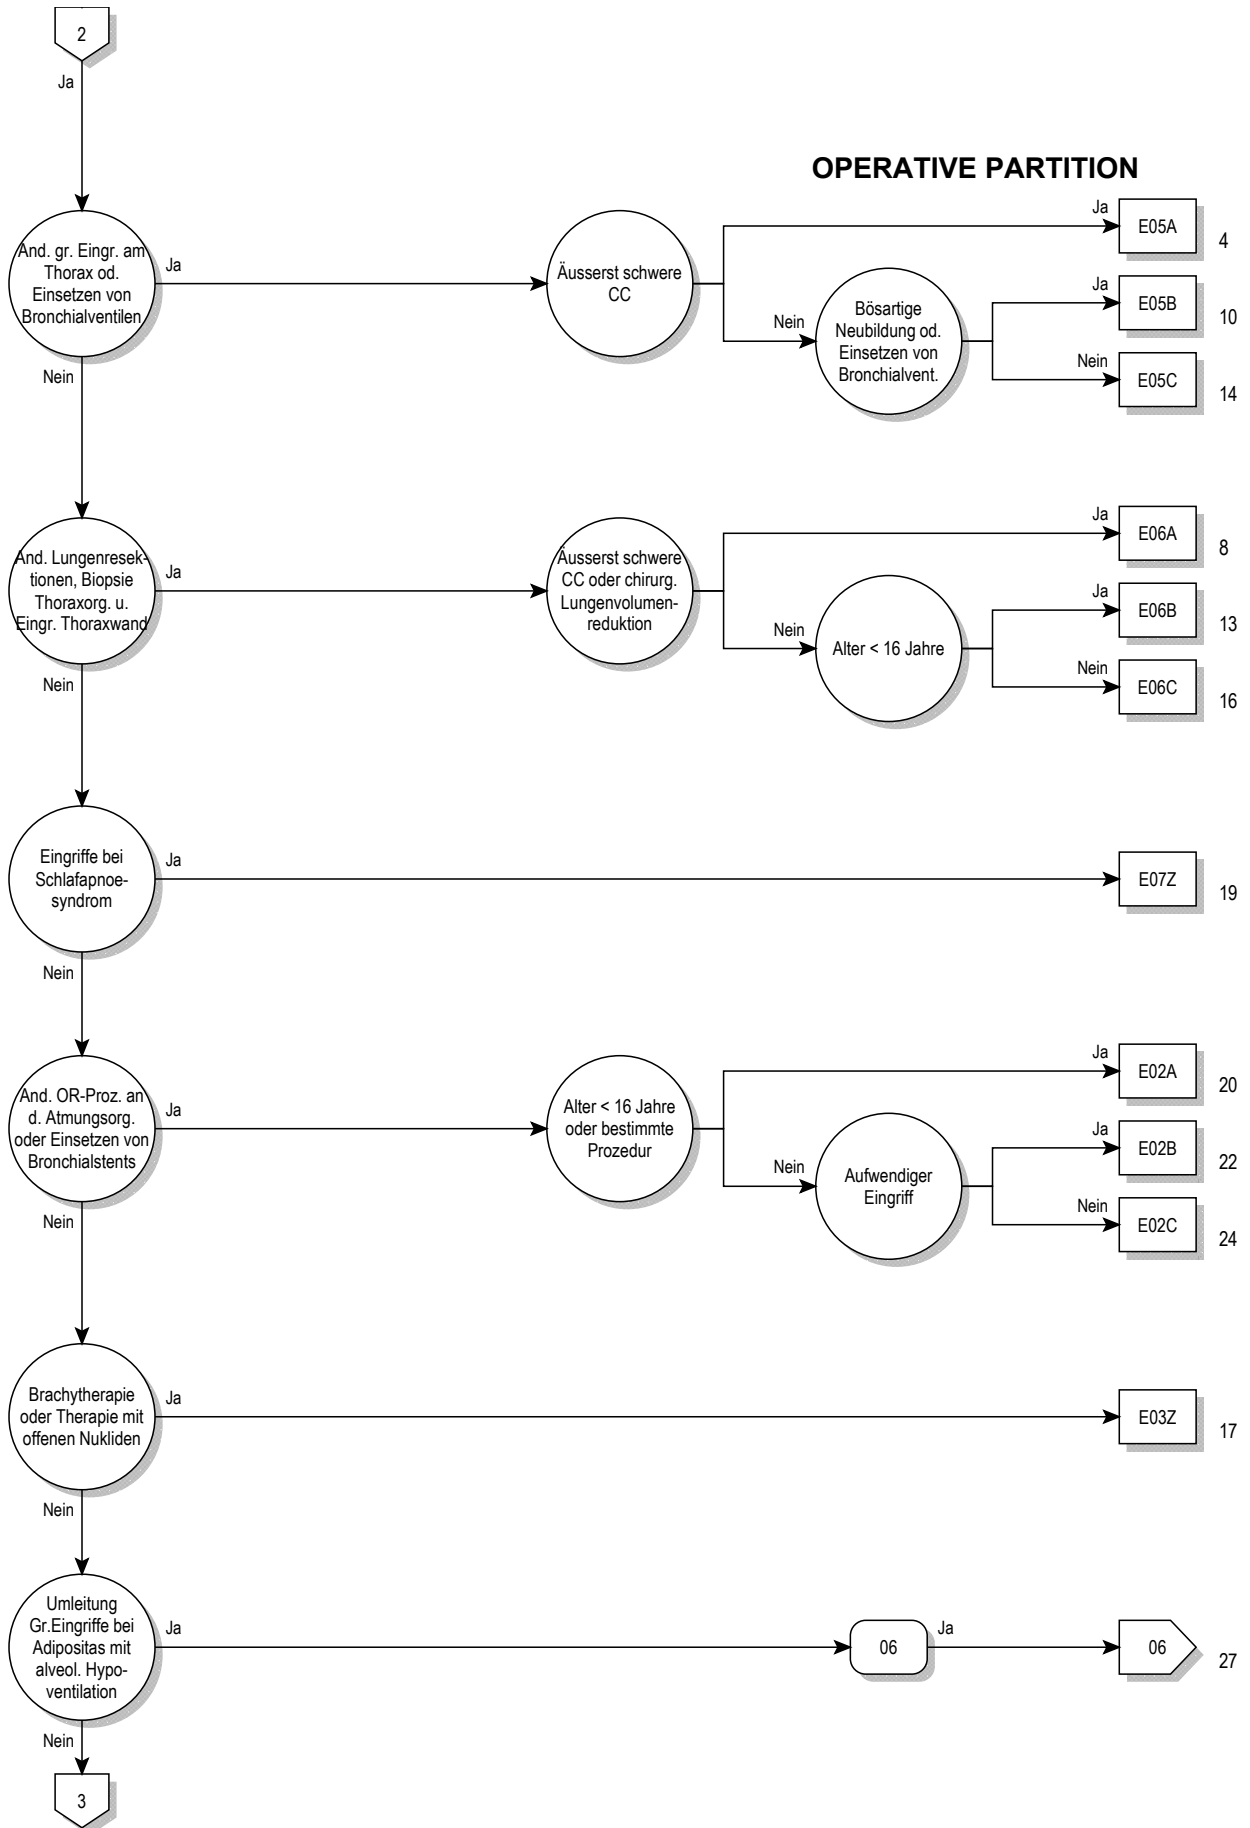 2
Ja
OPERATIVE PARTITION
And. gr. Eingr. am
Thorax od.
Einsetzen von
Bronchialventilen
Ja
Äusserst schwere
CC
Ja
E05A
4
Nein
Bösartige
Neubildung od.
Einsetzen von
Bronchialvent.
Ja
E05B
10
Nein
E05C
14
Nein
And. Lungenresek-
tionen, Biopsie
Thoraxorg. u.
Eingr. Thoraxwand
Ja
Äusserst schwere
CC oder chirurg.
Lungenvolumen-
reduktion
Ja
E06A
8
Nein
Alter < 16 Jahre
Ja
E06B
13
Nein
E06C
16
Nein
Eingriffe bei
Schlafapnoe-
syndrom
Ja
E07Z
19
Nein
And. OR-Proz. an
d. Atmungsorg.
oder Einsetzen von
Bronchialstents
Ja
Alter < 16 Jahre
oder bestimmte
Prozedur
Ja
E02A
20
Nein
Aufwendiger
Eingriff
Ja
E02B
22
Nein
E02C
24
Nein
Brachytherapie
oder Therapie mit
offenen Nukliden
Ja
E03Z
17
Nein
Umleitung
Gr.Eingriffe bei
Adipositas mit
alveol. Hypo-
ventilation
Ja
06
Ja
06
27
Nein
3